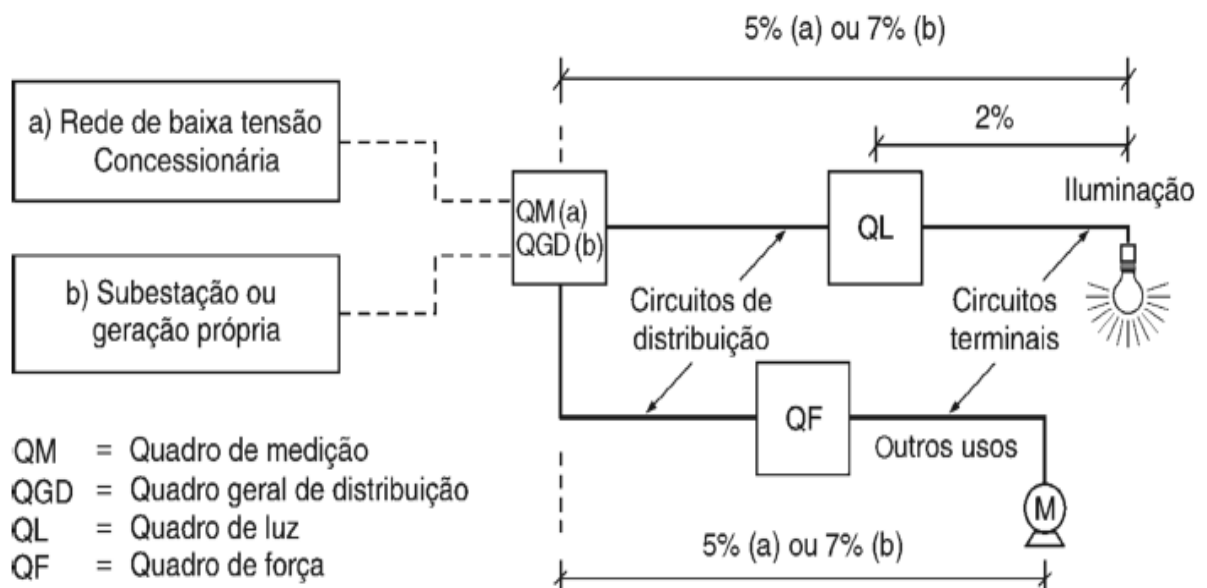 5% (a) ou 7% (b)
a) Rede de baixa tensão
Concessionária
2%
Iluminação
QM (a)
QGD (b)
QL
b) Subestação ou
geração própria
Circuitos de
distribuição
Circuitos
terminais
QF
Outros usos
M
QM = Quadro de medição
QGD = Quadro geral de distribuição
QL = Quadro de luz
QF = Quadro de força
5% (a) ou 7% (b)